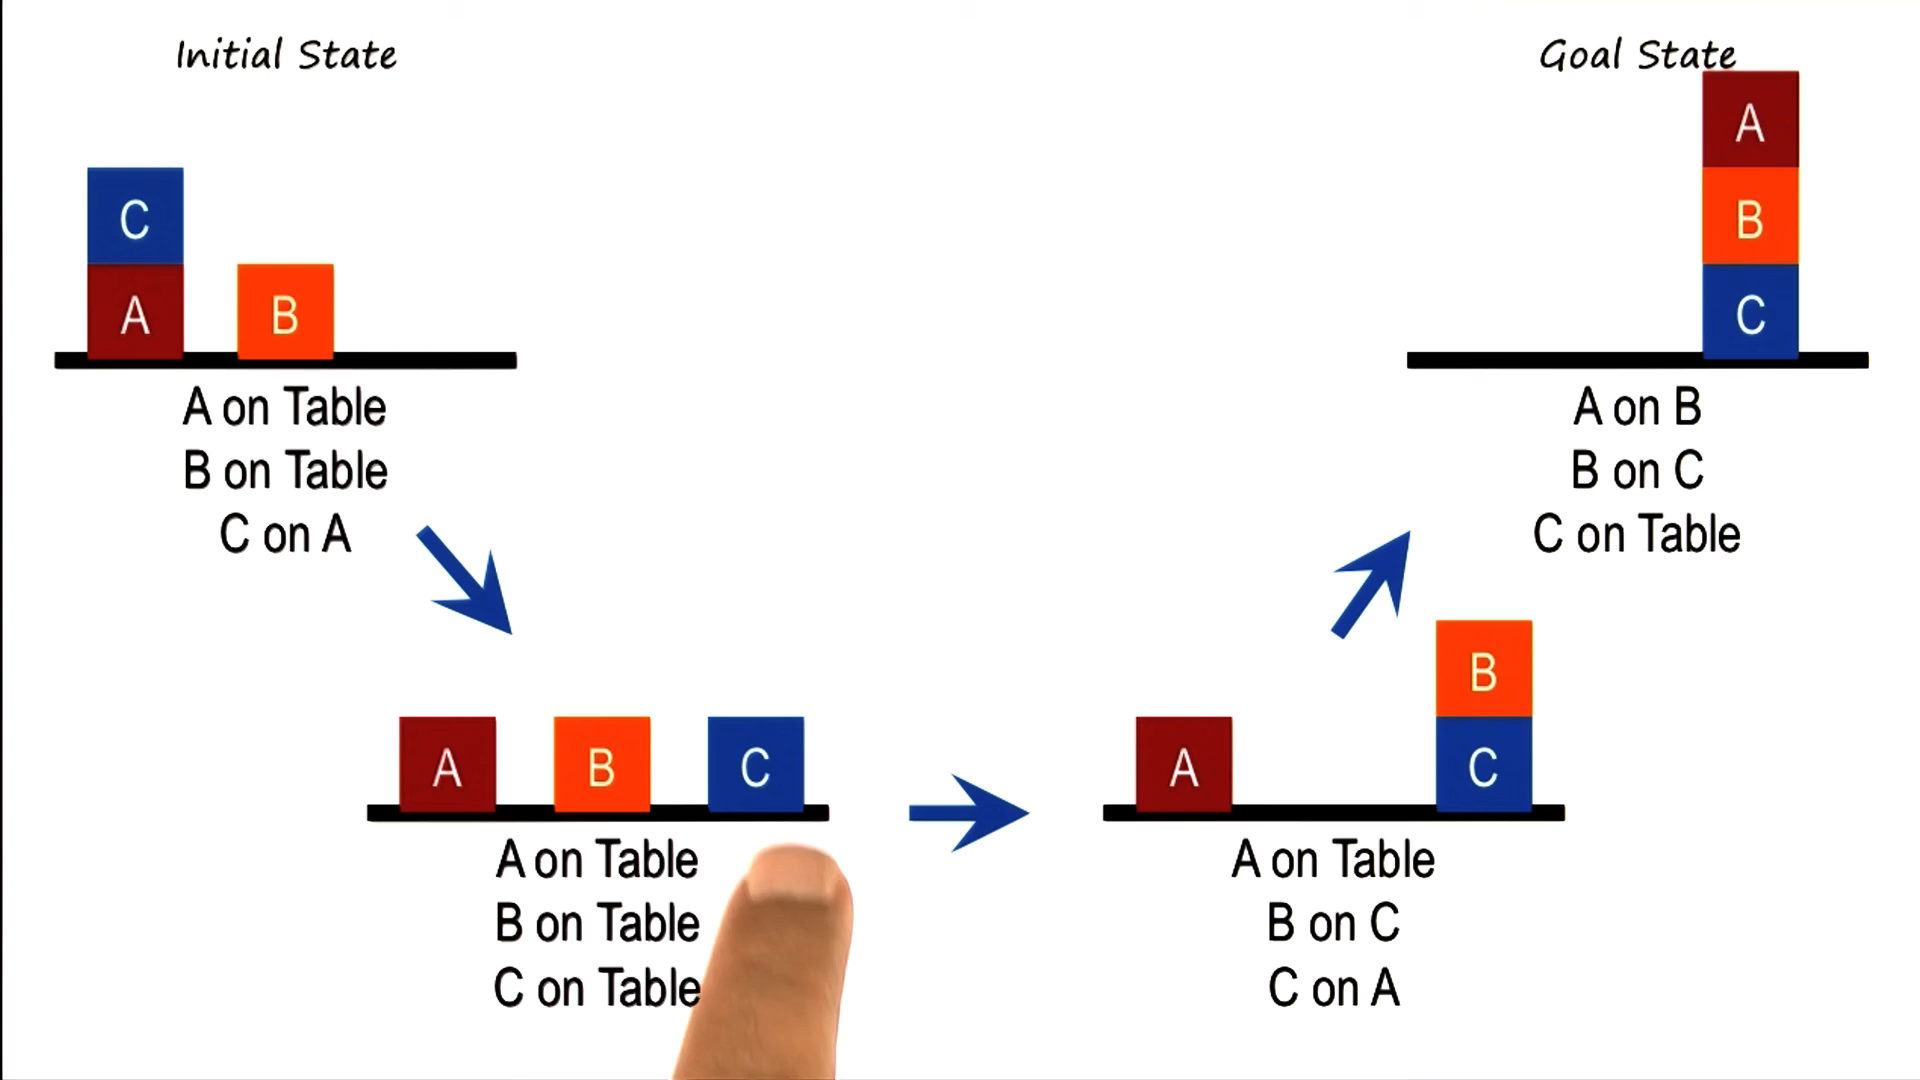 Initial State
C
A
B
A on Table
B on Table
C on A
A
B
C
A on Table
B on Table
C on Table
A
B
C
A on Table
B on C
C on A
Goal State
A
B
C
A on B
B on C
C on Table